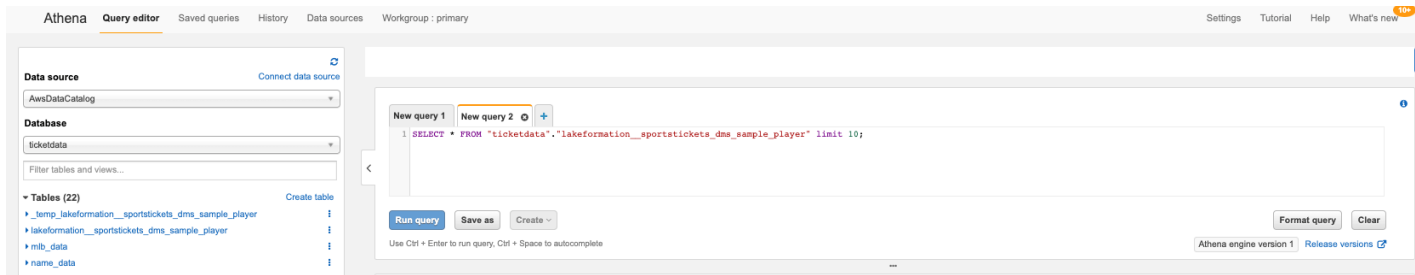 Athena Query editor Saved queries History Data sources Workgroup : primary Settings Tutorial Help What's new 10+
Data source Connect data source
AwsDataCatalog
Database
ticketdata
Filter tables and views...
Tables (22) Create table
_temp_lakeformation__sportstickets_dms_sample_player
lakeformation__sportstickets_dms_sample_player
mlb_data
name_data
New query 1 New query 2 +
1 SELECT * FROM "ticketdata"."lakeformation__sportstickets_dms_sample_player" limit 10;
Run query Save as Create Format query Clear
Use Ctrl + Enter to run query, Ctrl + Space to autocomplete Athena engine version 1 Release versions